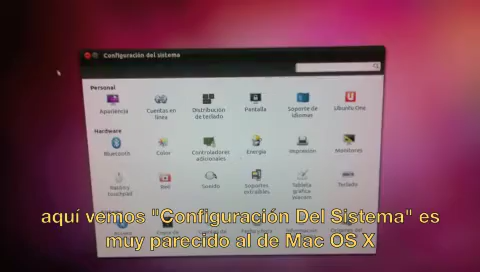 Configuración del sistema
Personal
Apariencia
Cuentas en línea
Distribución de teclado
Pantalla
Soporte de idiomas
Ubuntu One
Hardware
Bluetooth
Color
Controladores adicionales
Energía
Impresión
Monitores
Ratón y touchpad
Red
Sonido
Soportes extraíbles
Tableta gráfica Wacom
Teclado
aquí vemos "Configuración Del Sistema" es
muy parecido al de Mac OS X